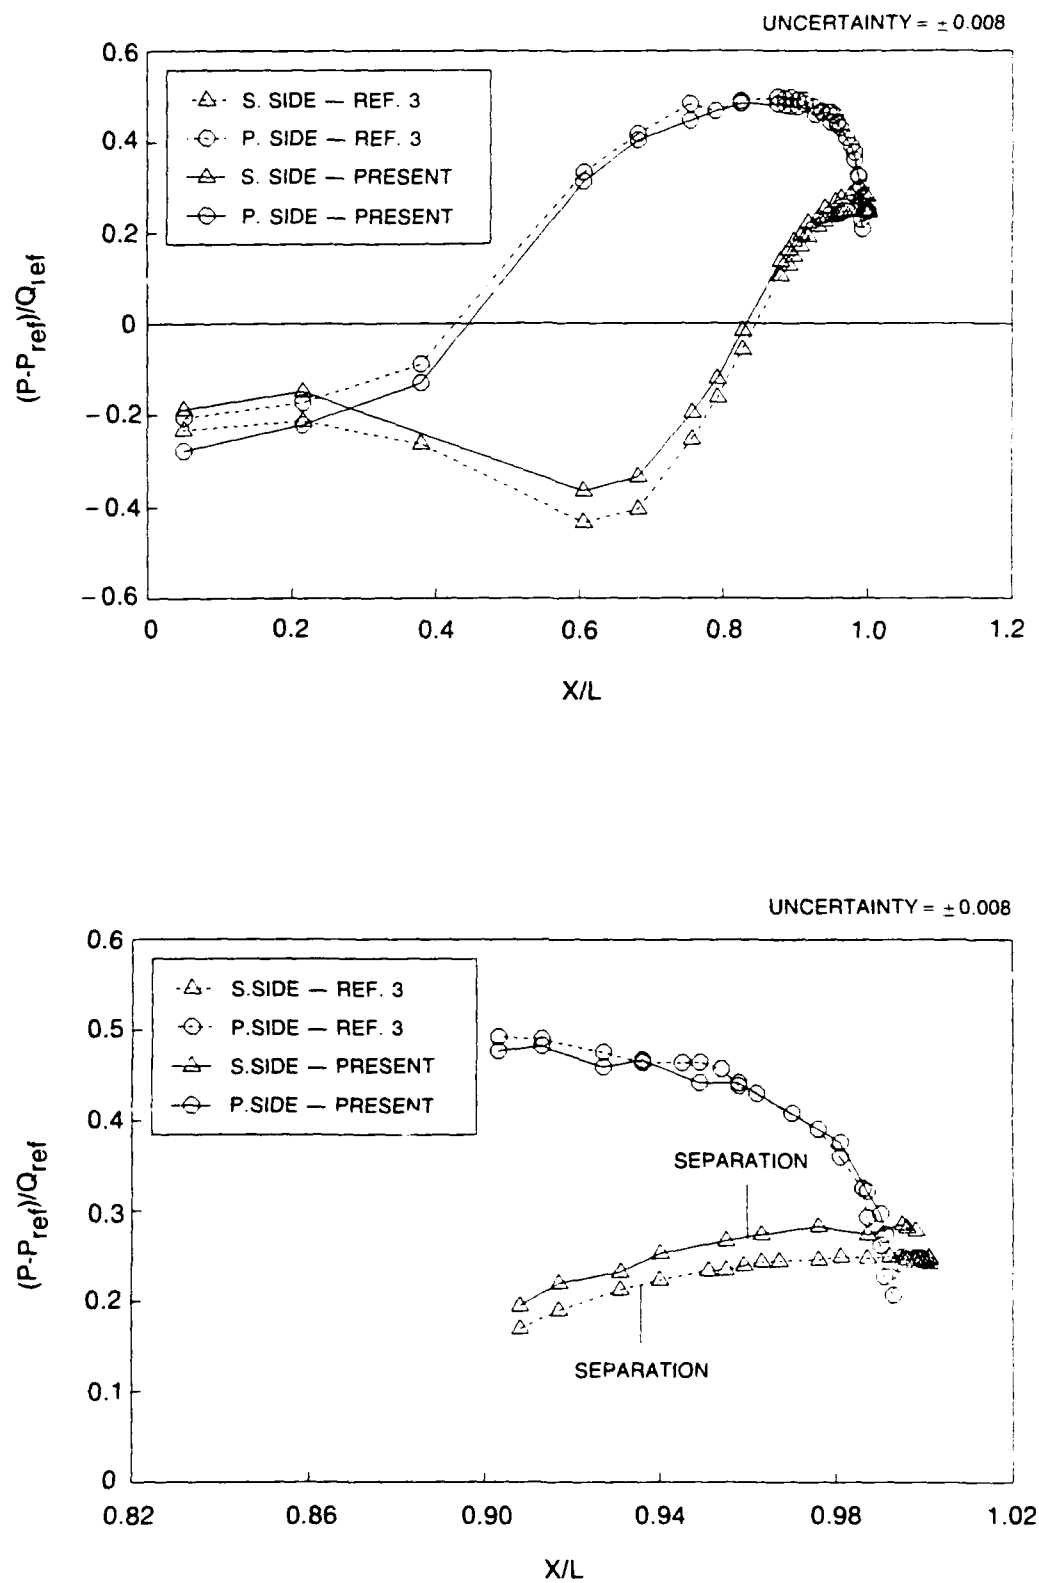 UNCERTAINTY = ± 0.008
0.6
S. SIDE — REF. 3
P. SIDE — REF. 3
S. SIDE — PRESENT
P. SIDE — PRESENT
0.4
0.2
0
−0.2
−0.4
−0.6
(P-Pref)/Qref
0 0.2 0.4 0.6 0.8 1.0 1.2
X/L
UNCERTAINTY = ± 0.008
0.6
S.SIDE — REF. 3
P.SIDE — REF. 3
S.SIDE — PRESENT
P.SIDE — PRESENT
0.5
0.4
0.3
0.2
0.1
0
(P-Pref)/Qref
SEPARATION
SEPARATION
0.82 0.86 0.90 0.94 0.98 1.02
X/L